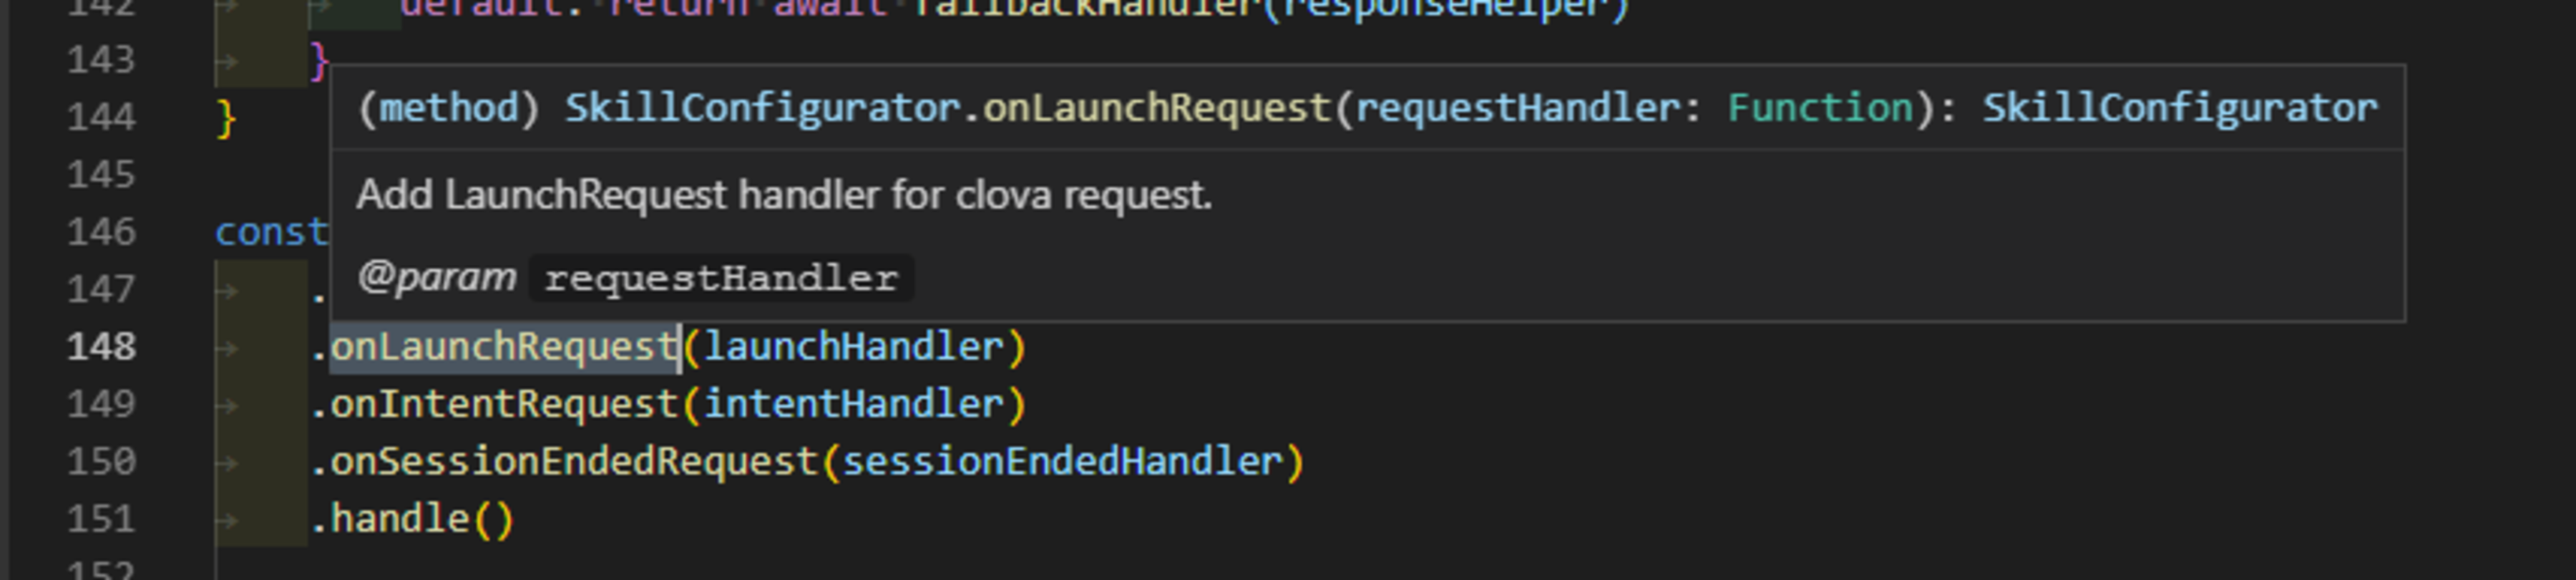 142 default: return await fallbackHandler(responseHelper)
143 }
(method) SkillConfigurator.onLaunchRequest(requestHandler: Function): SkillConfigurator
144 }
145
Add LaunchRequest handler for clova request.
146 const
@param requestHandler
147 .
148 .onLaunchRequest(launchHandler)
149 .onIntentRequest(intentHandler)
150 .onSessionEndedRequest(sessionEndedHandler)
151 .handle()
152